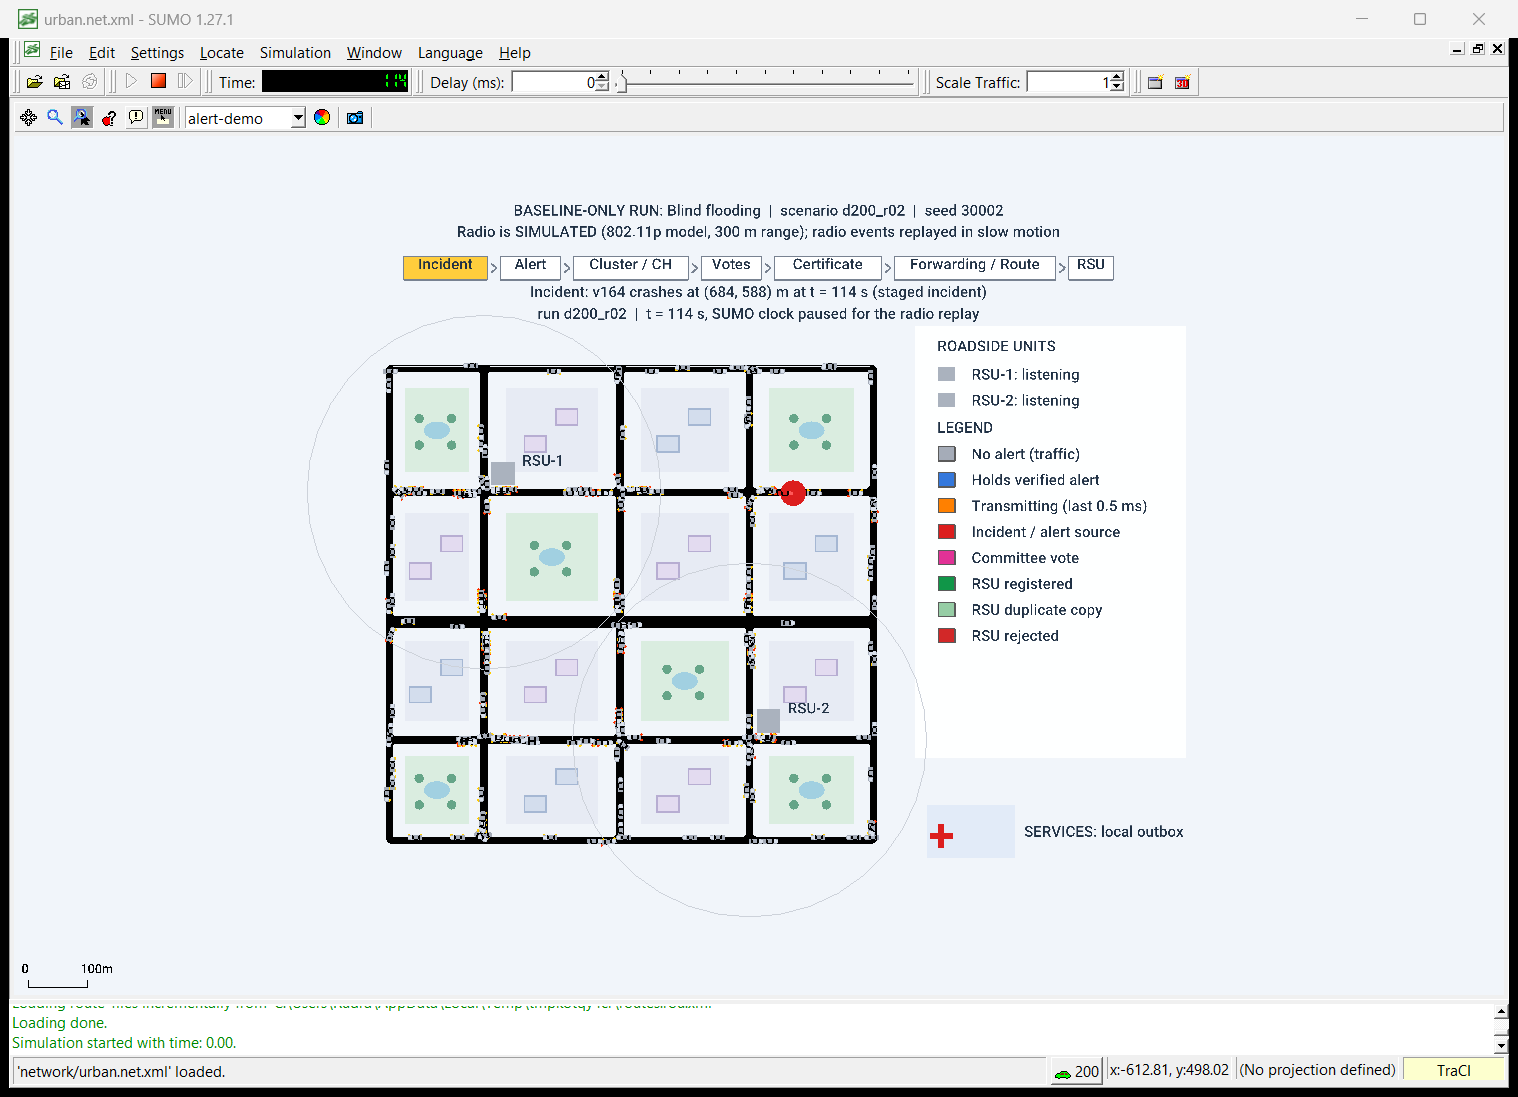 urban.net.xml - SUMO 1.27.1
File Edit Settings Locate Simulation Window Language Help
Time: 114 Delay (ms): 0 Scale Traffic: 1
alert-demo
BASELINE-ONLY RUN: Blind flooding | scenario d200_r02 | seed 30002
Radio is SIMULATED (802.11p model, 300 m range); radio events replayed in slow motion
Incident > Alert > Cluster / CH > Votes > Certificate > Forwarding / Route > RSU
Incident: v164 crashes at (684, 588) m at t = 114 s (staged incident)
run d200_r02 | t = 114 s, SUMO clock paused for the radio replay
ROADSIDE UNITS
RSU-1: listening
RSU-2: listening
LEGEND
No alert (traffic)
Holds verified alert
Transmitting (last 0.5 ms)
Incident / alert source
Committee vote
RSU registered
RSU duplicate copy
RSU rejected
RSU-1
RSU-2
SERVICES: local outbox
0 100m
Loading done.
Simulation started with time: 0.00.
'network/urban.net.xml' loaded.
200
x:-612.81, y:498.02
(No projection defined)
TraCI